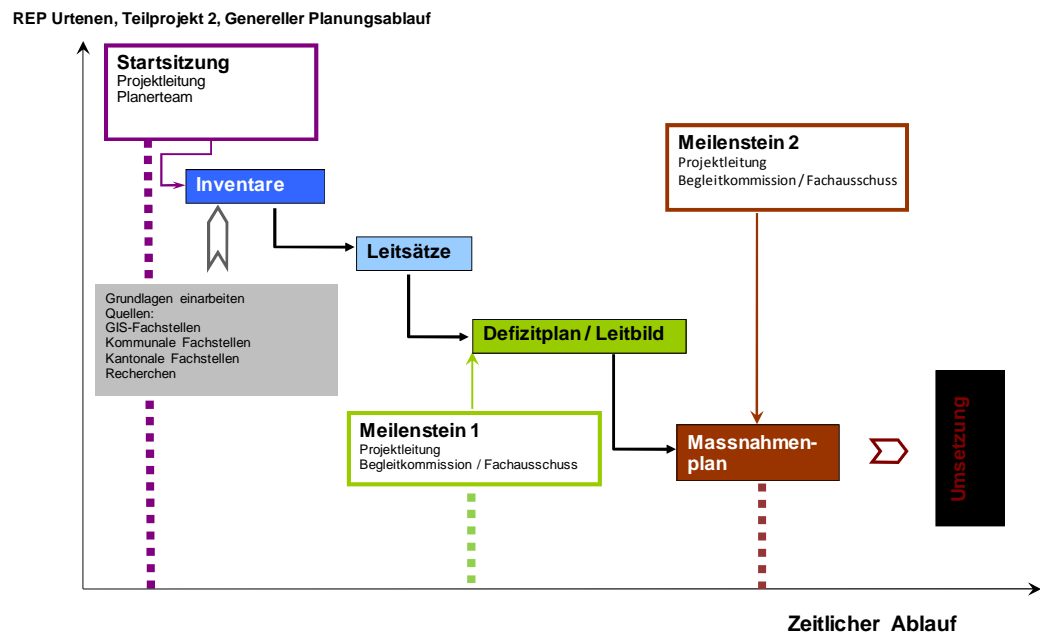 REP Urtenen, Teilprojekt 2, Genereller Planungsablauf
Startsitzung
Projektleitung
Planerteam
Meilenstein 2
Projektleitung
Begleitkommission / Fachausschuss
Inventare
Leitsätze
Grundlagen einarbeiten
Quellen:
GIS-Fachstellen
Kommunale Fachstellen
Kantonale Fachstellen
Recherchen
Defizitplan / Leitbild
Meilenstein 1
Projektleitung
Begleitkommission / Fachausschuss
Massnahmen-
plan
Umsetzung
Zeitlicher Ablauf